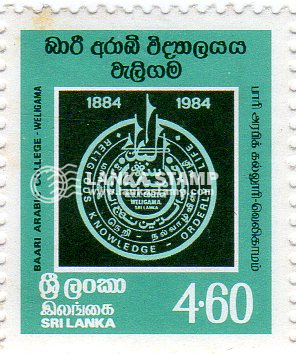 බාරී අරාබි විද්‍යාලයය
වැලිගම
1884 1984
BAARI ARABIC COLLEGE - WELIGAMA
LANKA STAMP
RELIGIOUS KNOWLEDGE - ORDERLY LIFE
WELIGAMA
SRI LANKA
பாரி அரபிக் கல்லூரி-வெலிகாமம்
ශ්‍රී ලංකා
இலங்கை
SRI LANKA
4·60